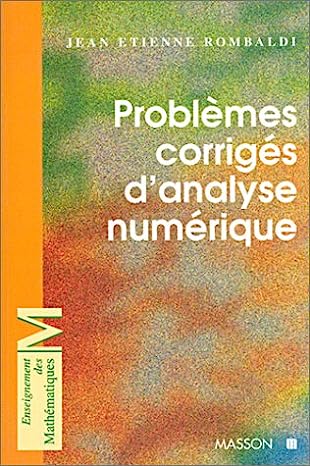 JEAN ETIENNE ROMBALDI
Problèmes
corrigés
d'analyse
numérique
M
Enseignement
des
Mathématiques
MASSON